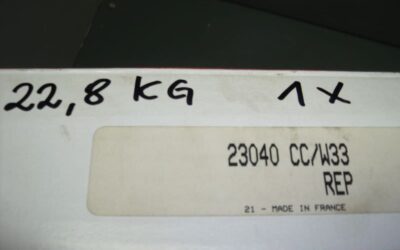 22,8 KG 1X
23040 CC/W33
REP
21 - MADE IN FRANCE